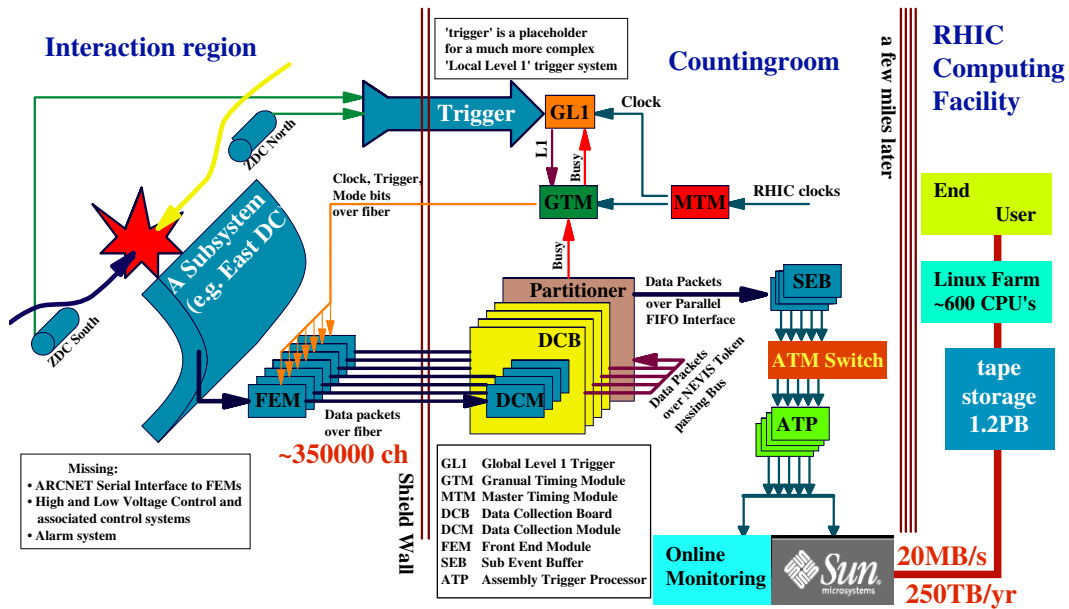 Interaction region
'trigger' is a placeholder
for a much more complex
'Local Level 1' trigger system
Countingroom
a few miles later
RHIC
Computing
Facility
ZDC North
Trigger
GL1
Clock
L1
Busy
Clock, Trigger,
Mode bits
over fiber
GTM
MTM
RHIC clocks
A Subsystem
(e.g. East DC)
ZDC South
Busy
Partitioner
Data Packets
over Parallel
FIFO Interface
SEB
DCB
ATM Switch
Data Packets
over NEVIS Token
passing Bus
FEM
DCM
Data packets
over fiber
~350000 ch
ATP
End
User
Linux Farm
~600 CPU's
tape
storage
1.2PB
Missing:
• ARCNET Serial Interface to FEMs
• High and Low Voltage Control and
associated control systems
• Alarm system
Shield Wall
GL1 Global Level 1 Trigger
GTM Granual Timing Module
MTM Master Timing Module
DCB Data Collection Board
DCM Data Collection Module
FEM Front End Module
SEB Sub Event Buffer
ATP Assembly Trigger Processor
Online
Monitoring
Sun
microsystems
20MB/s
250TB/yr